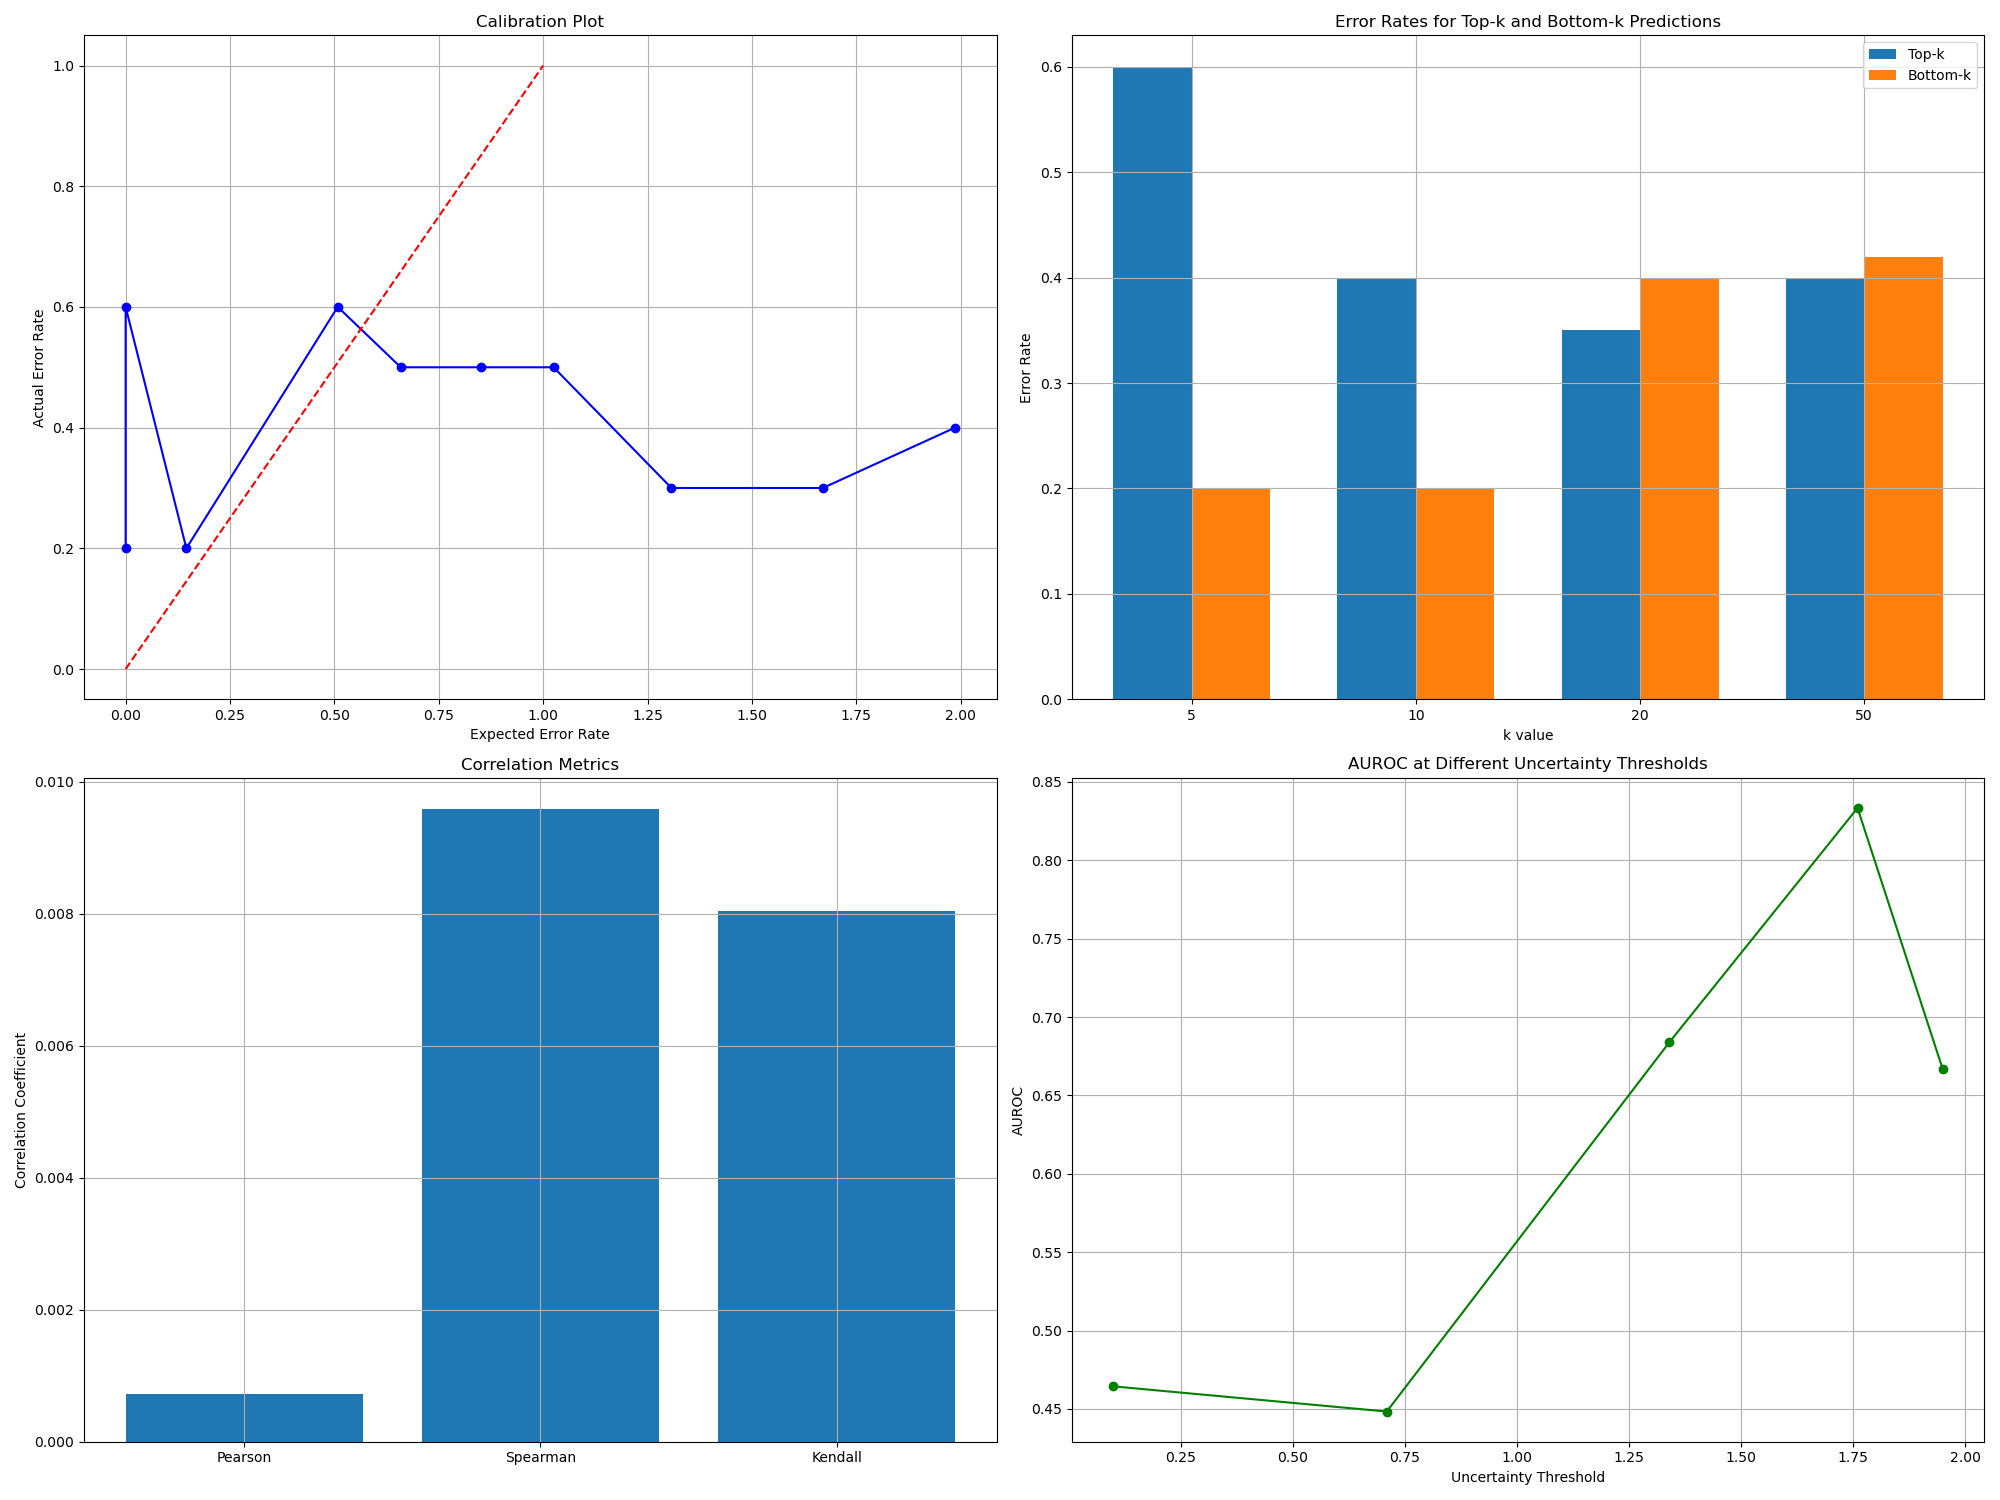 Calibration Plot
Actual Error Rate
1.0
0.8
0.6
0.4
0.2
0.0
0.00 0.25 0.50 0.75 1.00 1.25 1.50 1.75 2.00
Expected Error Rate
Error Rates for Top-k and Bottom-k Predictions
Top-k
Bottom-k
Error Rate
0.6
0.5
0.4
0.3
0.2
0.1
0.0
5 10 20 50
k value
Correlation Metrics
Correlation Coefficient
0.010
0.008
0.006
0.004
0.002
0.000
Pearson Spearman Kendall
AUROC at Different Uncertainty Thresholds
AUROC
0.85
0.80
0.75
0.70
0.65
0.60
0.55
0.50
0.45
0.25 0.50 0.75 1.00 1.25 1.50 1.75 2.00
Uncertainty Threshold